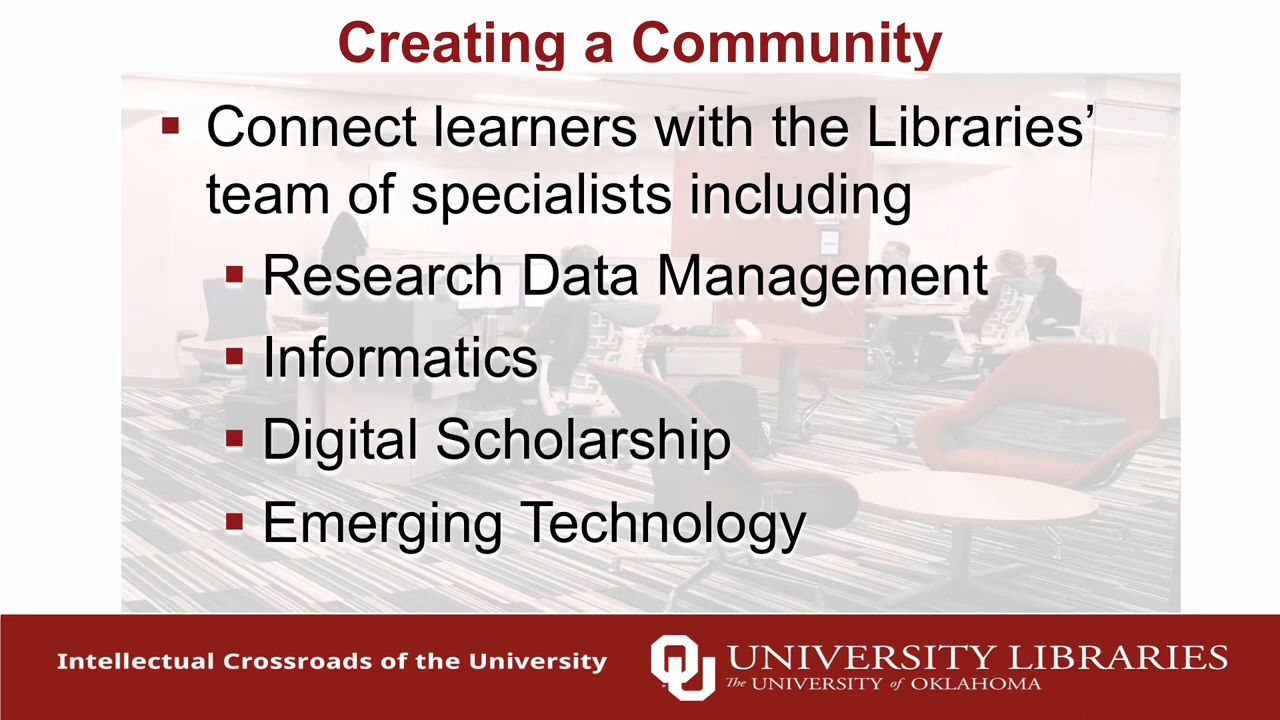 Creating a Community
▪ Connect learners with the Libraries’
team of specialists including
▪ Research Data Management
▪ Informatics
▪ Digital Scholarship
▪ Emerging Technology
Intellectual Crossroads of the University
OU
UNIVERSITY LIBRARIES
The UNIVERSITY of OKLAHOMA